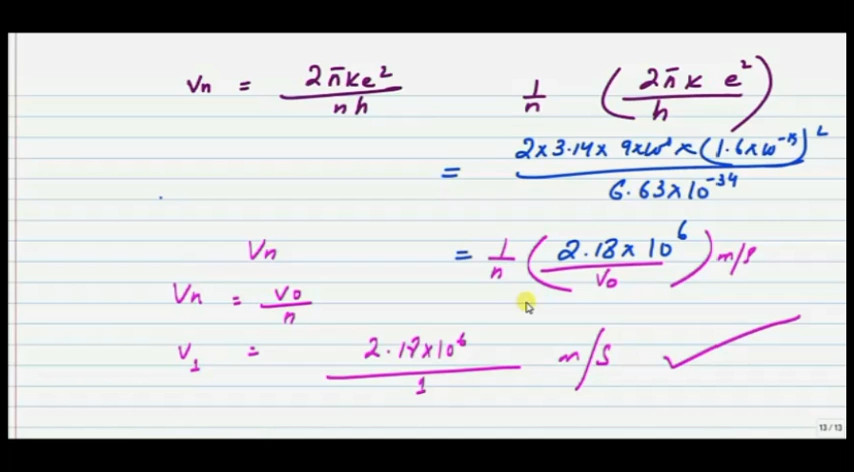 Vn = 2πke² / nh   1/n (2πk e² / h)
= 2×3.14×9×10⁹×(1.6×10⁻¹⁹)² / 6.63×10⁻³⁴
Vn = 1/n (2.18×10⁶ / V0) m/s
Vn = V0 / n
V₁ = 2.18×10⁶ / 1 m/s
13 / 13